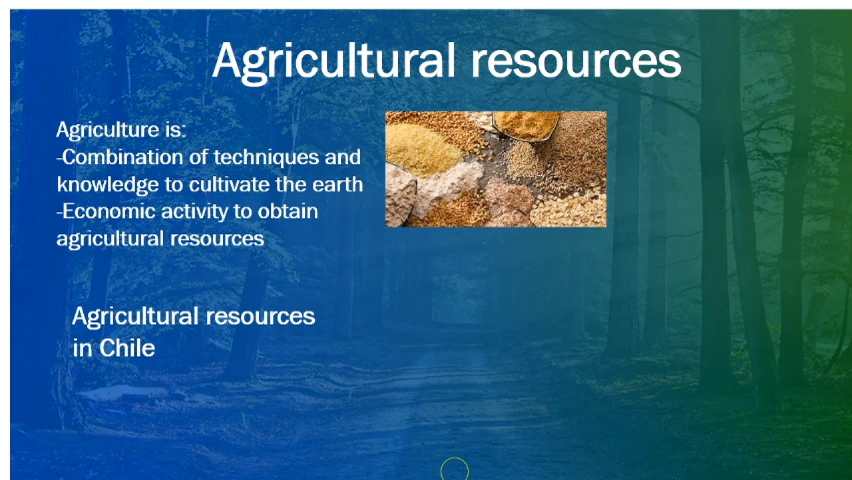 Agricultural resources
Agriculture is:
-Combination of techniques and
knowledge to cultivate the earth
-Economic activity to obtain
agricultural resources
Agricultural resources
in Chile